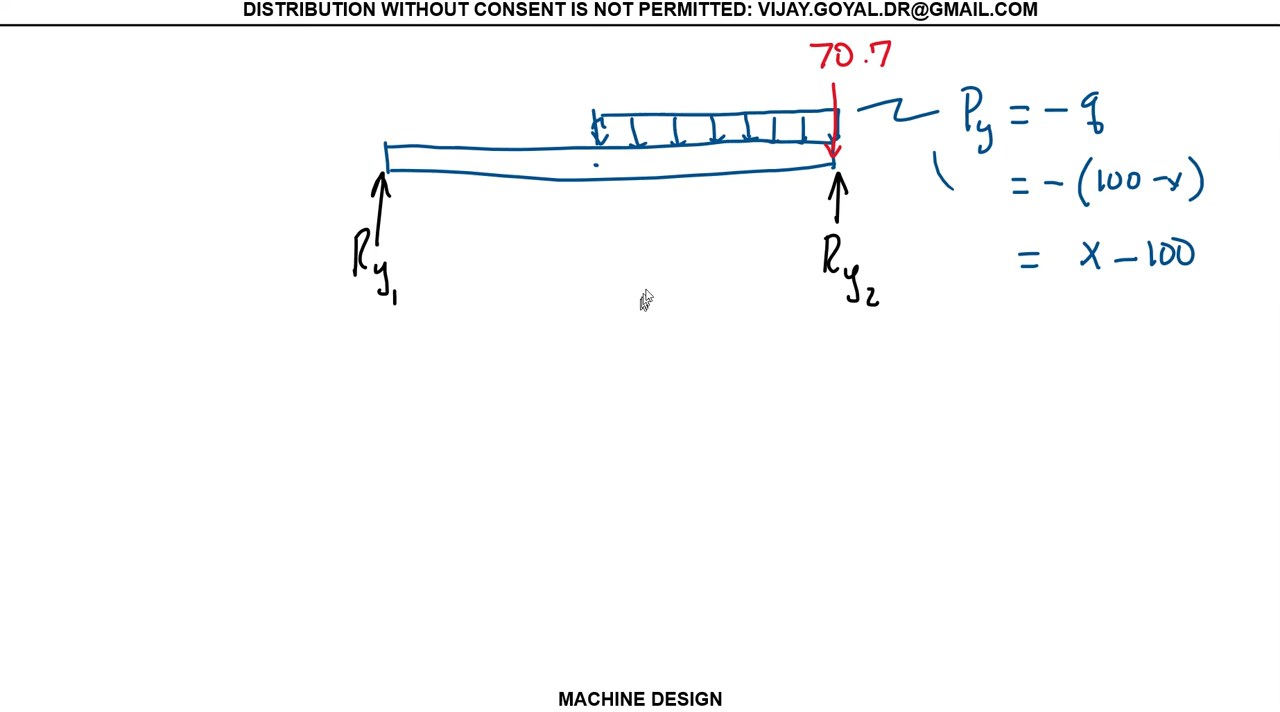 DISTRIBUTION WITHOUT CONSENT IS NOT PERMITTED: VIJAY.GOYAL.DR@GMAIL.COM
70.7
Py = - q
= - (100 - x)
= x - 100
Ry1
Ry2
MACHINE DESIGN